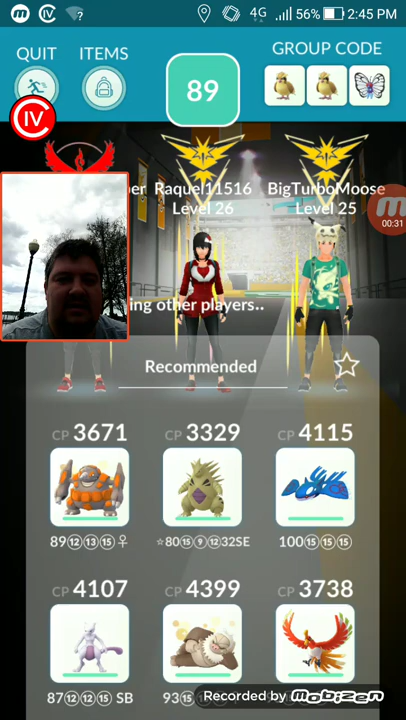 56% 4G 2:45 PM
QUIT
ITEMS
GROUP CODE
89
IV
Raquel11516
Level 26
BigTurboMoose
Level 25
00:31
ing other players..
Recommended
CP 3671
CP 3329
CP 4115
89⑫⑬⑮♀
☆80⑮⑨⑫32SE
100⑮⑮⑮
CP 4107
CP 4399
CP 3738
87⑫⑫⑮ SB
93⑮
Recorded by MOBIZEN